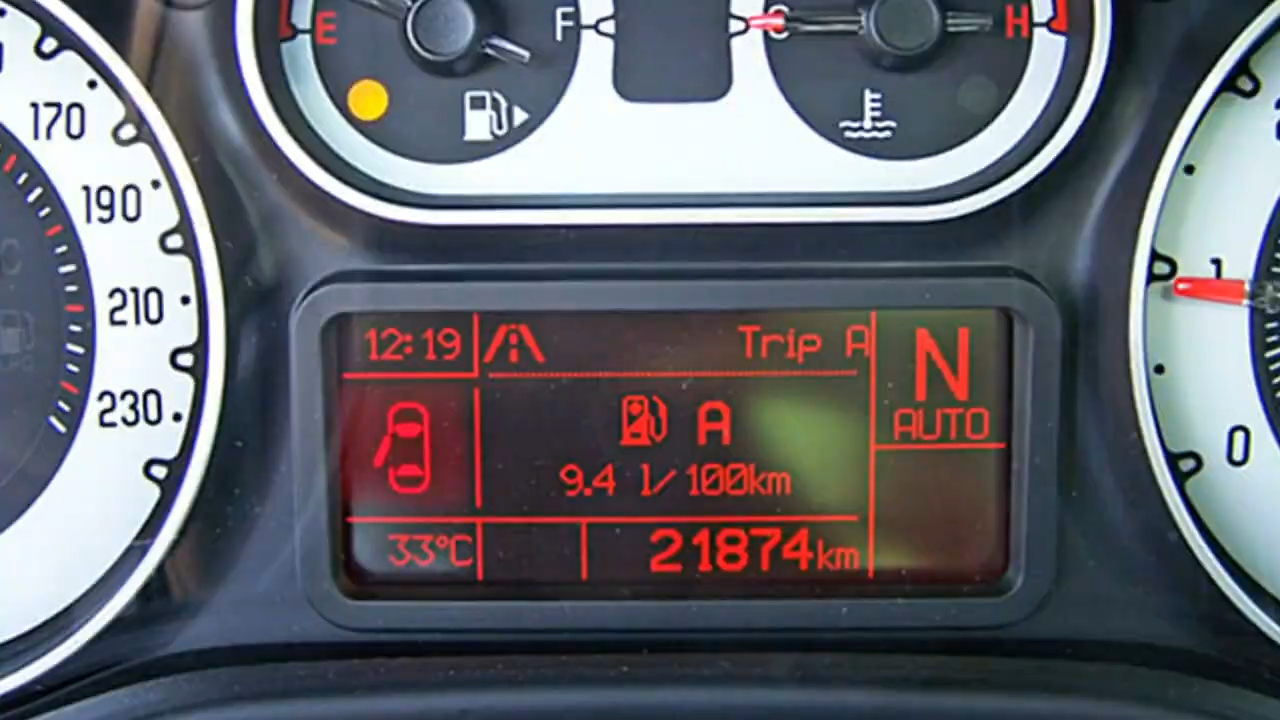 E
F
C
H
170
190
210
230
1
0
12:19
Trip A
N
AUTO
A
9.4 l/100km
33°C
21874km